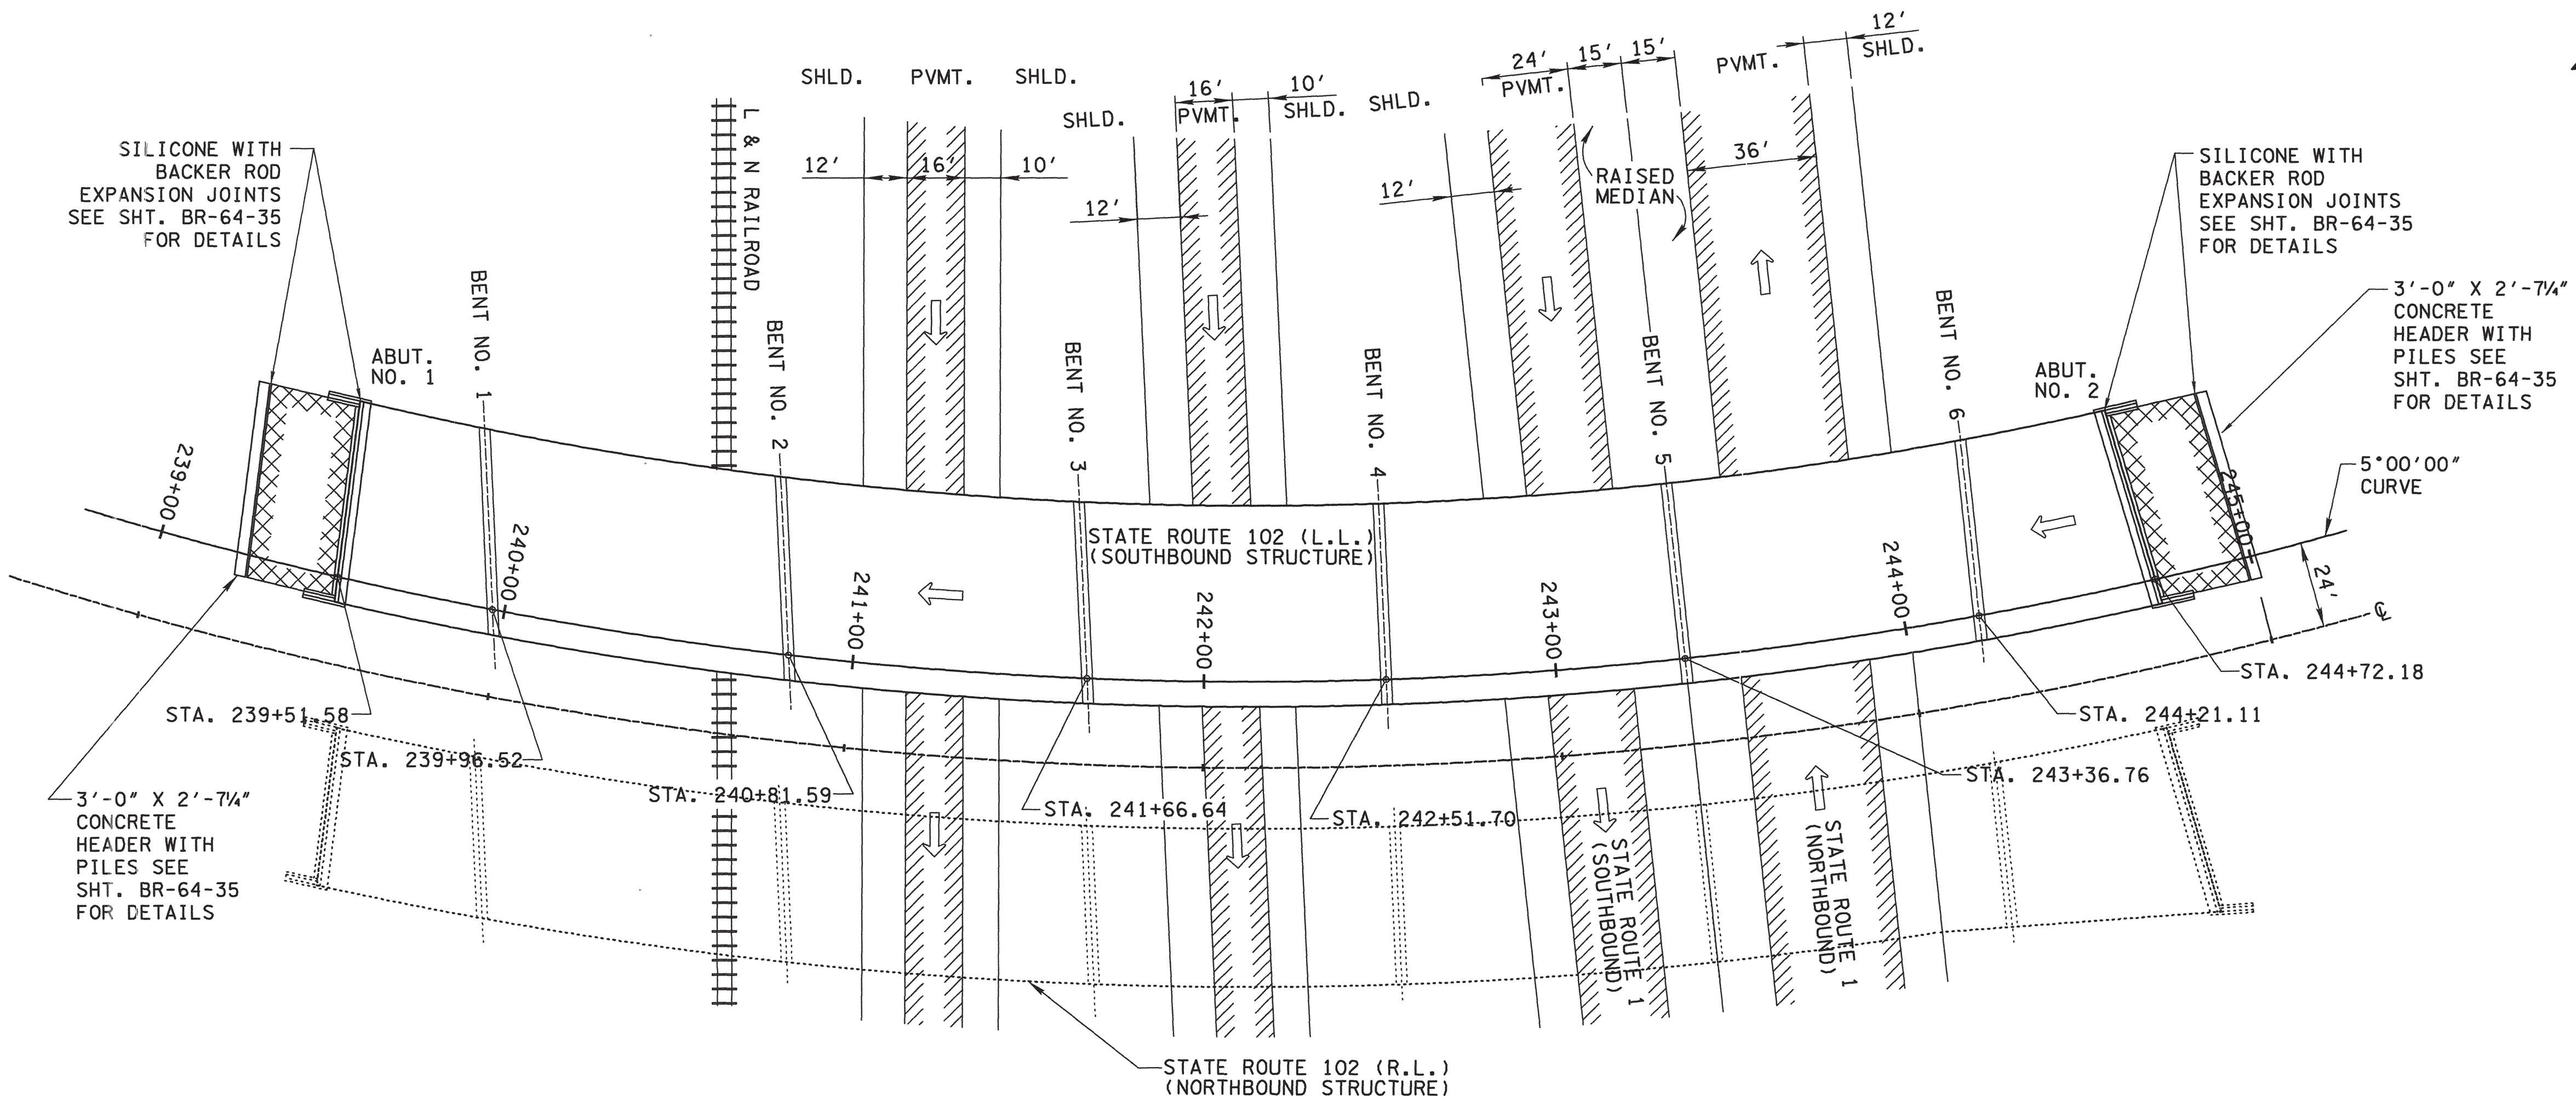 12'
SHLD.
PVMT.
15'
15'
24'
PVMT.
SHLD.
PVMT.
SHLD.
16'
PVMT.
10'
SHLD.
SHLD.
SHLD.
12'
16'
10'
12'
12'
36'
RAISED
MEDIAN
L & N RAILROAD
SILICONE WITH
BACKER ROD
EXPANSION JOINTS
SEE SHT. BR-64-35
FOR DETAILS
SILICONE WITH
BACKER ROD
EXPANSION JOINTS
SEE SHT. BR-64-35
FOR DETAILS
3'-0" X 2'-7¼"
CONCRETE
HEADER WITH
PILES SEE
SHT. BR-64-35
FOR DETAILS
ABUT.
NO. 1
BENT NO. 1
BENT NO. 2
BENT NO. 3
BENT NO. 4
BENT NO. 5
BENT NO. 6
ABUT.
NO. 2
5°00'00"
CURVE
239+00
240+00
241+00
242+00
243+00
244+00
245+00
STATE ROUTE 102 (L.L.)
(SOUTHBOUND STRUCTURE)
24'
℄
STA. 239+51.58
STA. 239+96.52
STA. 240+81.59
STA. 241+66.64
STA. 242+51.70
STA. 243+36.76
STA. 244+21.11
STA. 244+72.18
3'-0" X 2'-7¼"
CONCRETE
HEADER WITH
PILES SEE
SHT. BR-64-35
FOR DETAILS
STATE ROUTE 1
(SOUTHBOUND)
STATE ROUTE 1
(NORTHBOUND)
STATE ROUTE 102 (R.L.)
(NORTHBOUND STRUCTURE)